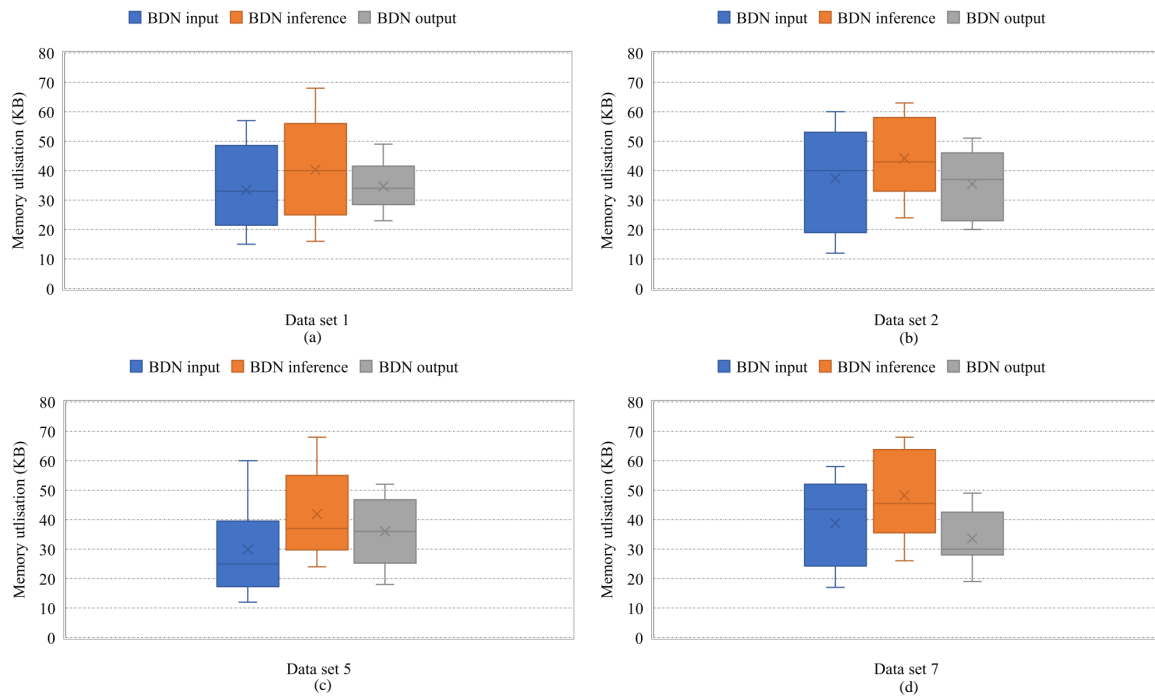 BDN input BDN inference BDN output
BDN input BDN inference BDN output
Memory utlisation (KB)
80
70
60
50
40
30
20
10
0
Data set 1
(a)
Memory utlisation (KB)
80
70
60
50
40
30
20
10
0
Data set 2
(b)
BDN input BDN inference BDN output
BDN input BDN inference BDN output
Memory utlisation (KB)
80
70
60
50
40
30
20
10
0
Data set 5
(c)
Memory utlisation (KB)
80
70
60
50
40
30
20
10
0
Data set 7
(d)